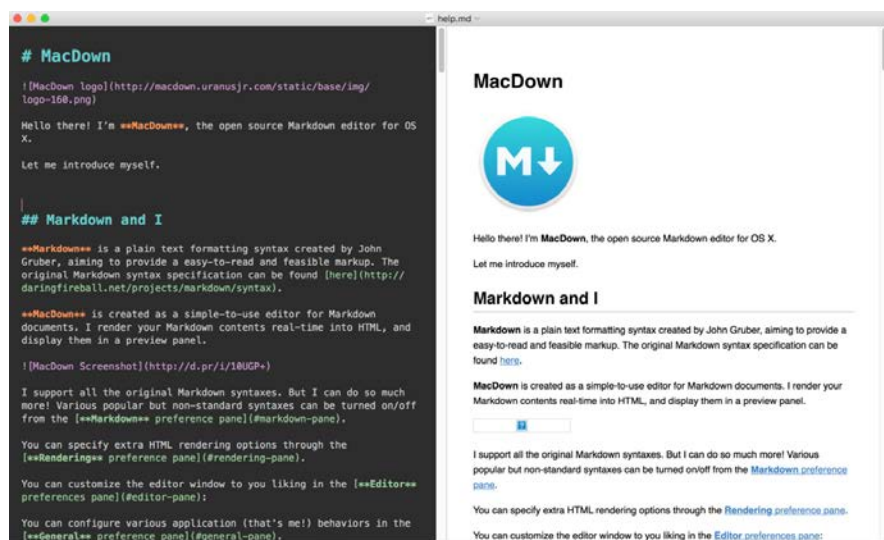 help.md
# MacDown
![MacDown logo](http://macdown.uranusjr.com/static/base/img/
logo-160.png)
Hello there! I'm **MacDown**, the open source Markdown editor for OS
X.
Let me introduce myself.
## Markdown and I
**Markdown** is a plain text formatting syntax created by John
Gruber, aiming to provide a easy-to-read and feasible markup. The
original Markdown syntax specification can be found [here](http://
daringfireball.net/projects/markdown/syntax).
**MacDown** is created as a simple-to-use editor for Markdown
documents. I render your Markdown contents real-time into HTML, and
display them in a preview panel.
![MacDown Screenshot](http://d.pr/i/10UGP+)
I support all the original Markdown syntaxes. But I can do so much
more! Various popular but non-standard syntaxes can be turned on/off
from the [**Markdown** preference pane](#markdown-pane).
You can specify extra HTML rendering options through the
[**Rendering** preference pane](#rendering-pane).
You can customize the editor window to you liking in the [**Editor**
preferences pane](#editor-pane):
You can configure various application (that's me!) behaviors in the
[**General** preference pane](#general-pane).
MacDown
M
Hello there! I'm MacDown, the open source Markdown editor for OS X.
Let me introduce myself.
Markdown and I
Markdown is a plain text formatting syntax created by John Gruber, aiming to provide a
easy-to-read and feasible markup. The original Markdown syntax specification can be
found here.
MacDown is created as a simple-to-use editor for Markdown documents. I render your
Markdown contents real-time into HTML, and display them in a preview panel.
?
I support all the original Markdown syntaxes. But I can do so much more! Various
popular but non-standard syntaxes can be turned on/off from the Markdown preference
pane.
You can specify extra HTML rendering options through the Rendering preference pane.
You can customize the editor window to you liking in the Editor preferences pane: